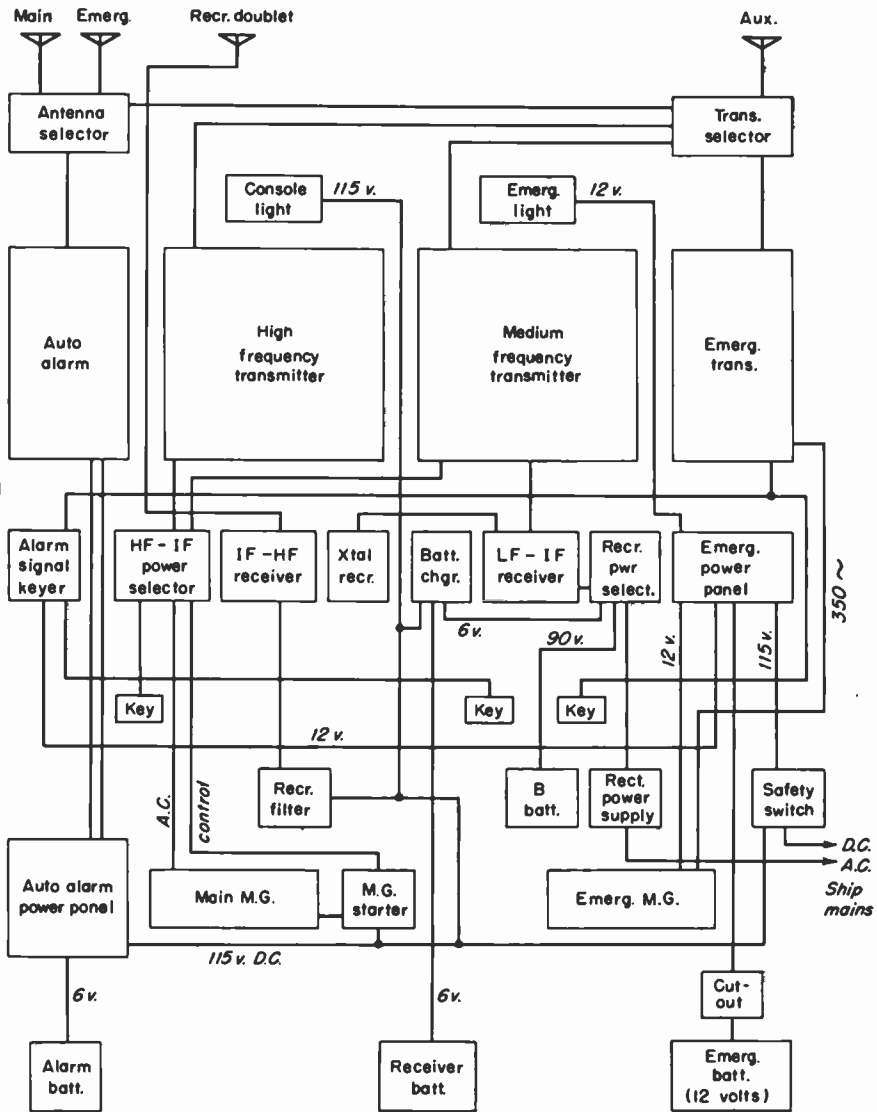 Main
Emerg.
Recr. doublet
Aux.
Antenna
selector
Trans.
selector
Console
light
115 v.
Emerg.
light
12 v.
Auto
alarm
High
frequency
transmitter
Medium
frequency
transmitter
Emerg.
trans.
Alarm
signal
keyer
HF - IF
power
selector
IF - HF
receiver
Xtal
recr.
Batt.
chgr.
LF - IF
receiver
Recr.
pwr
select.
Emerg.
power
panel
350 ~
6 v.
90 v.
12 v.
115 v.
Key
Key
Key
12 v.
A.C.
control
Recr.
filter
B
batt.
Rect.
power
supply
Safety
switch
D.C.
A.C.
Ship
mains
Auto alarm
power panel
Main M.G.
M.G.
starter
Emerg. M.G.
115 v. D.C.
6 v.
6 v.
Cut-
out
Alarm
batt.
Receiver
batt.
Emerg.
batt.
(12 volts)